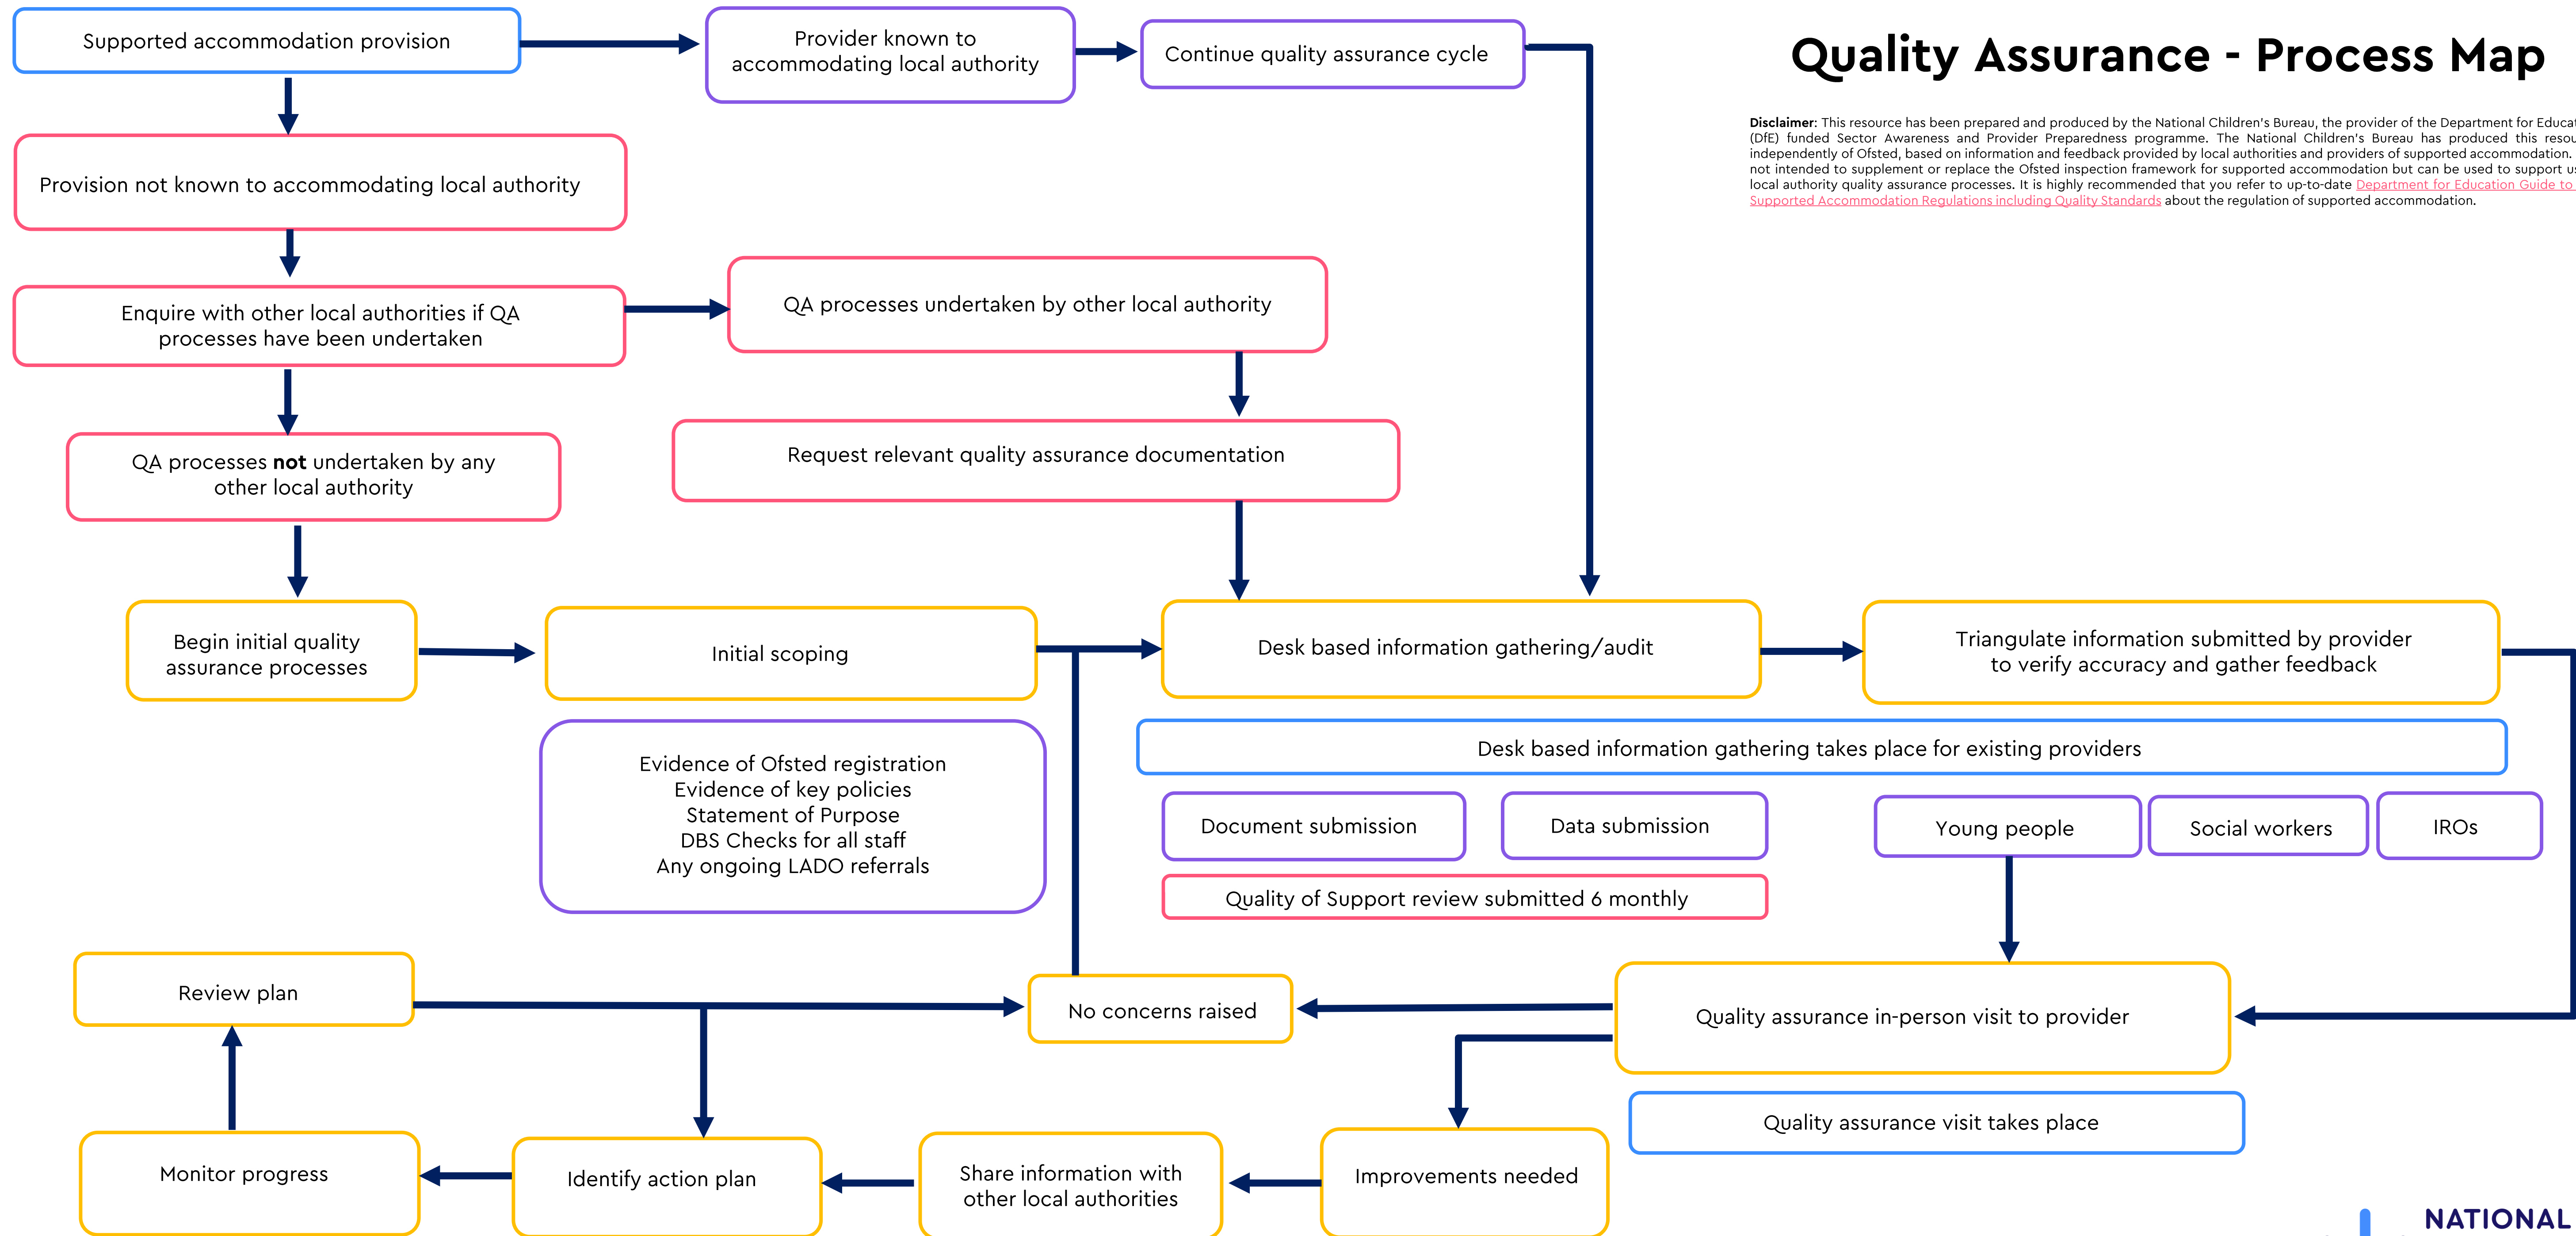 Supported accommodation provision
Provider known to
accommodating local authority
Continue quality assurance cycle
Quality Assurance - Process Map
Disclaimer: This resource has been prepared and produced by the National Children's Bureau, the provider of the Department for Educat
(DfE) funded Sector Awareness and Provider Preparedness programme. The National Children's Bureau has produced this resou
independently of Ofsted, based on information and feedback provided by local authorities and providers of supported accommodation.
not intended to supplement or replace the Ofsted inspection framework for supported accommodation but can be used to support us
local authority quality assurance processes. It is highly recommended that you refer to up-to-date Department for Education Guide to
Supported Accommodation Regulations including Quality Standards about the regulation of supported accommodation.
Provision not known to accommodating local authority
Enquire with other local authorities if QA
processes have been undertaken
QA processes undertaken by other local authority
QA processes not undertaken by any
other local authority
Request relevant quality assurance documentation
Begin initial quality
assurance processes
Initial scoping
Desk based information gathering/audit
Triangulate information submitted by provider
to verify accuracy and gather feedback
Evidence of Ofsted registration
Evidence of key policies
Statement of Purpose
DBS Checks for all staff
Any ongoing LADO referrals
Desk based information gathering takes place for existing providers
Document submission
Data submission
Young people
Social workers
IROs
Quality of Support review submitted 6 monthly
Review plan
No concerns raised
Quality assurance in-person visit to provider
Quality assurance visit takes place
Monitor progress
Identify action plan
Share information with
other local authorities
Improvements needed
NATIONAL